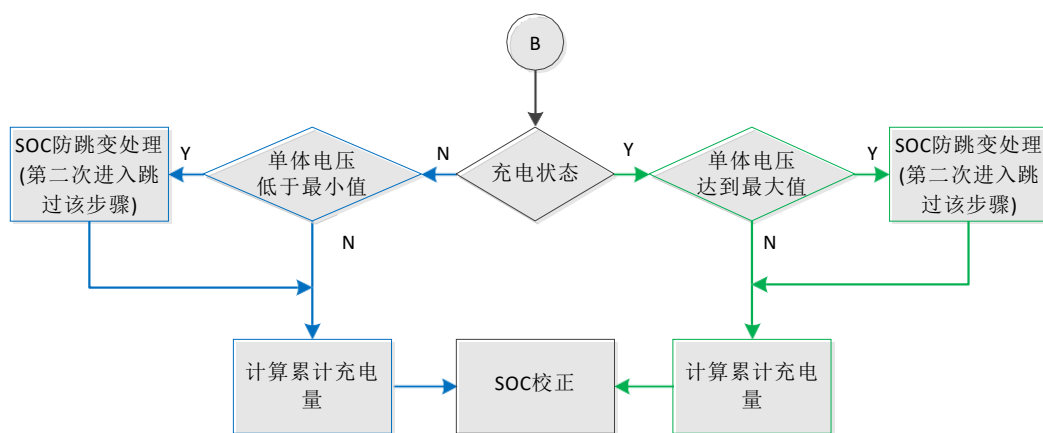 B
SOC防跳变处理
(第二次进入跳
过该步骤)
Y
单体电压
低于最小值
N
充电状态
Y
单体电压
达到最大值
Y
SOC防跳变处理
(第二次进入跳
过该步骤)
N
N
计算累计充电
量
SOC校正
计算累计充电
量